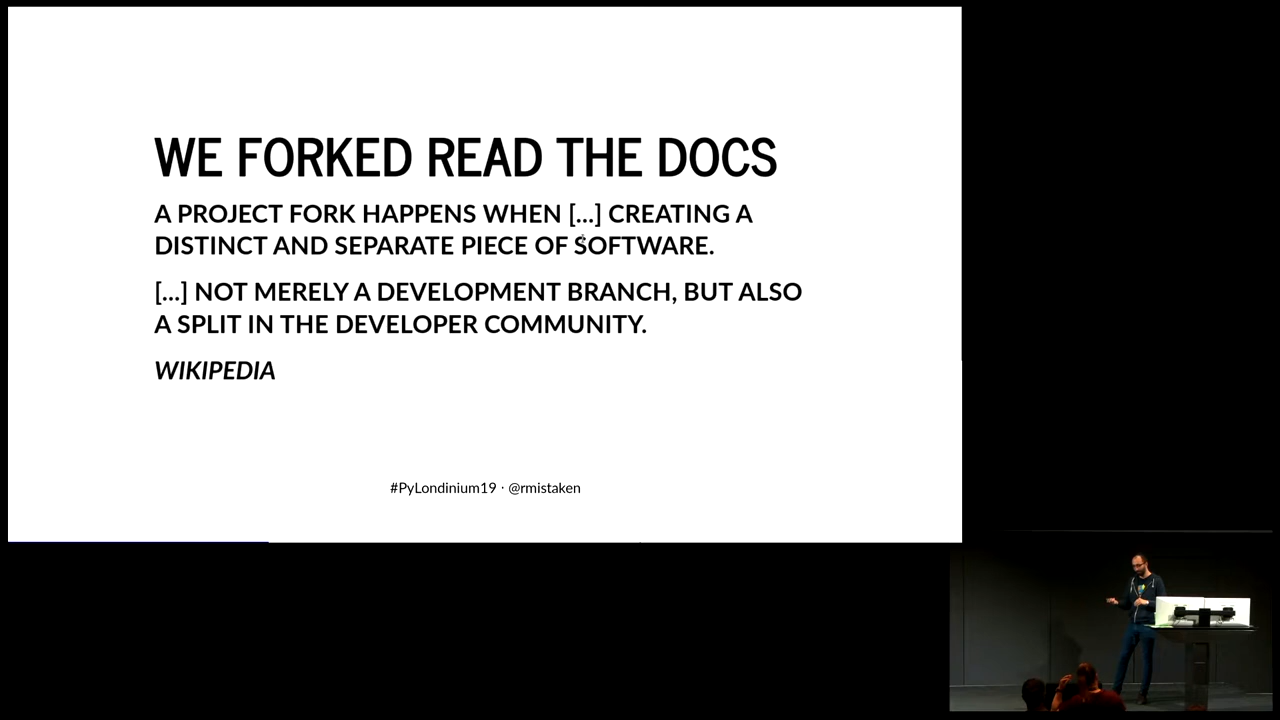 WE FORKED READ THE DOCS
A PROJECT FORK HAPPENS WHEN [...] CREATING A
DISTINCT AND SEPARATE PIECE OF SOFTWARE.
[...] NOT MERELY A DEVELOPMENT BRANCH, BUT ALSO
A SPLIT IN THE DEVELOPER COMMUNITY.
WIKIPEDIA
#PyLondinium19 · @rmistaken